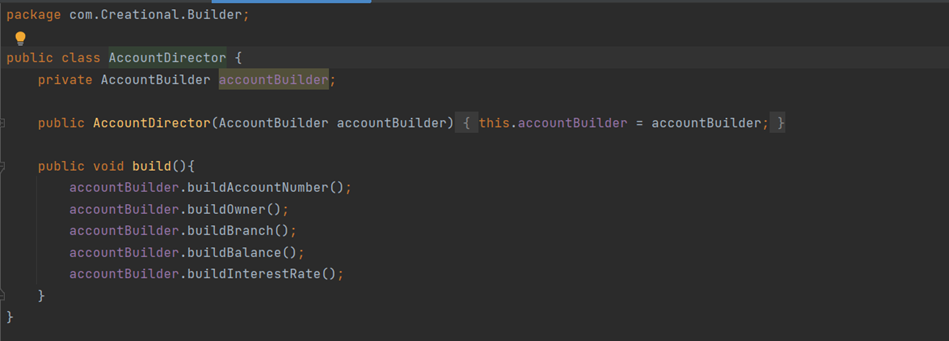 package com.Creational.Builder;
public class AccountDirector {
private AccountBuilder accountBuilder;
public AccountDirector(AccountBuilder accountBuilder) { this.accountBuilder = accountBuilder; }
public void build(){
accountBuilder.buildAccountNumber();
accountBuilder.buildOwner();
accountBuilder.buildBranch();
accountBuilder.buildBalance();
accountBuilder.buildInterestRate();
}
}